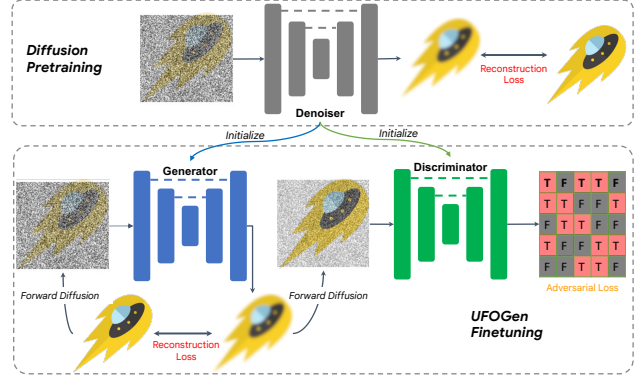 Diffusion
Pretraining
Denoiser
Reconstruction
Loss
Initialize
Initialize
Generator
Discriminator
Forward Diffusion
Reconstruction
Loss
Forward Diffusion
T F T T F
T T F F T
F T T F F
T F F T T
F F T T F
Adversarial Loss
UFOGen
Finetuning